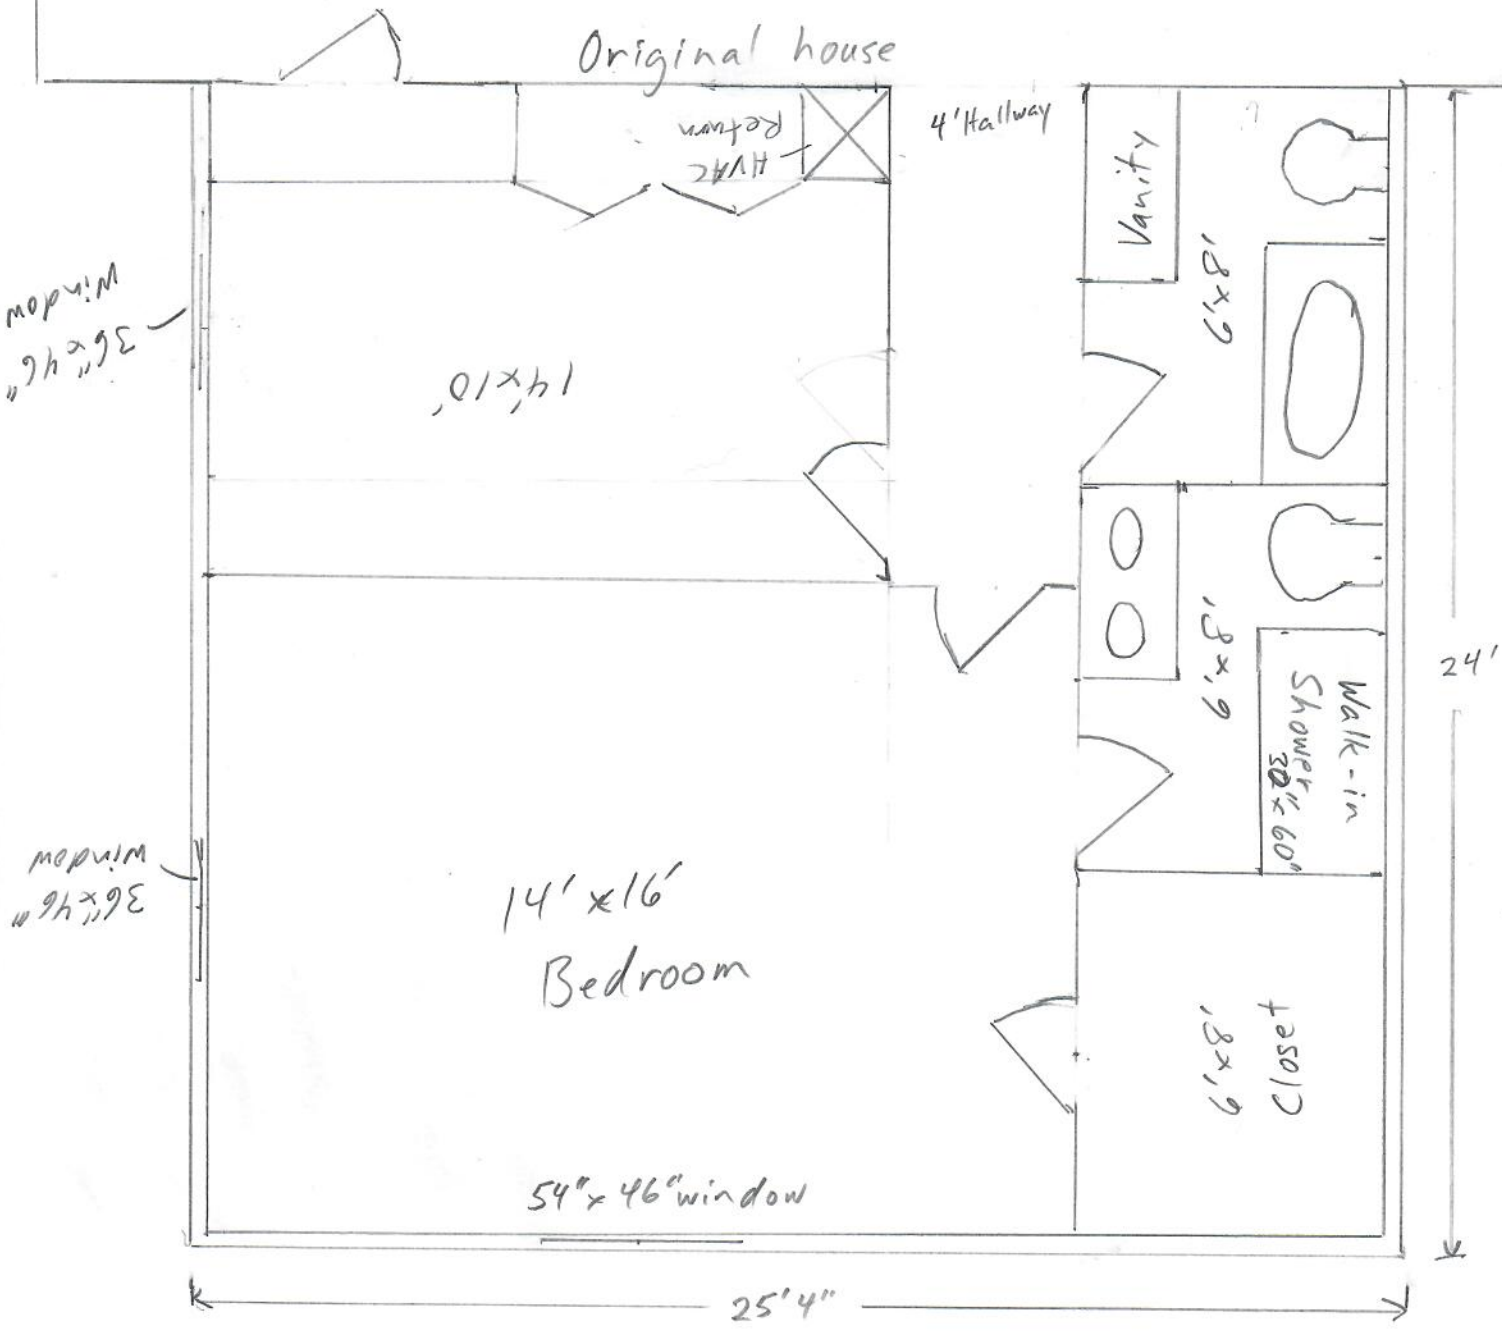 Original house
4'Hallway
HVAC
Return
Vanity
6'x8'
36"x46"
window
14'x10'
24'
6'x8'
Walk-in
Shower
30"x60"
36"x46"
window
14'x16'
Bedroom
Closet
6'x8'
54"x46"window
25'4"